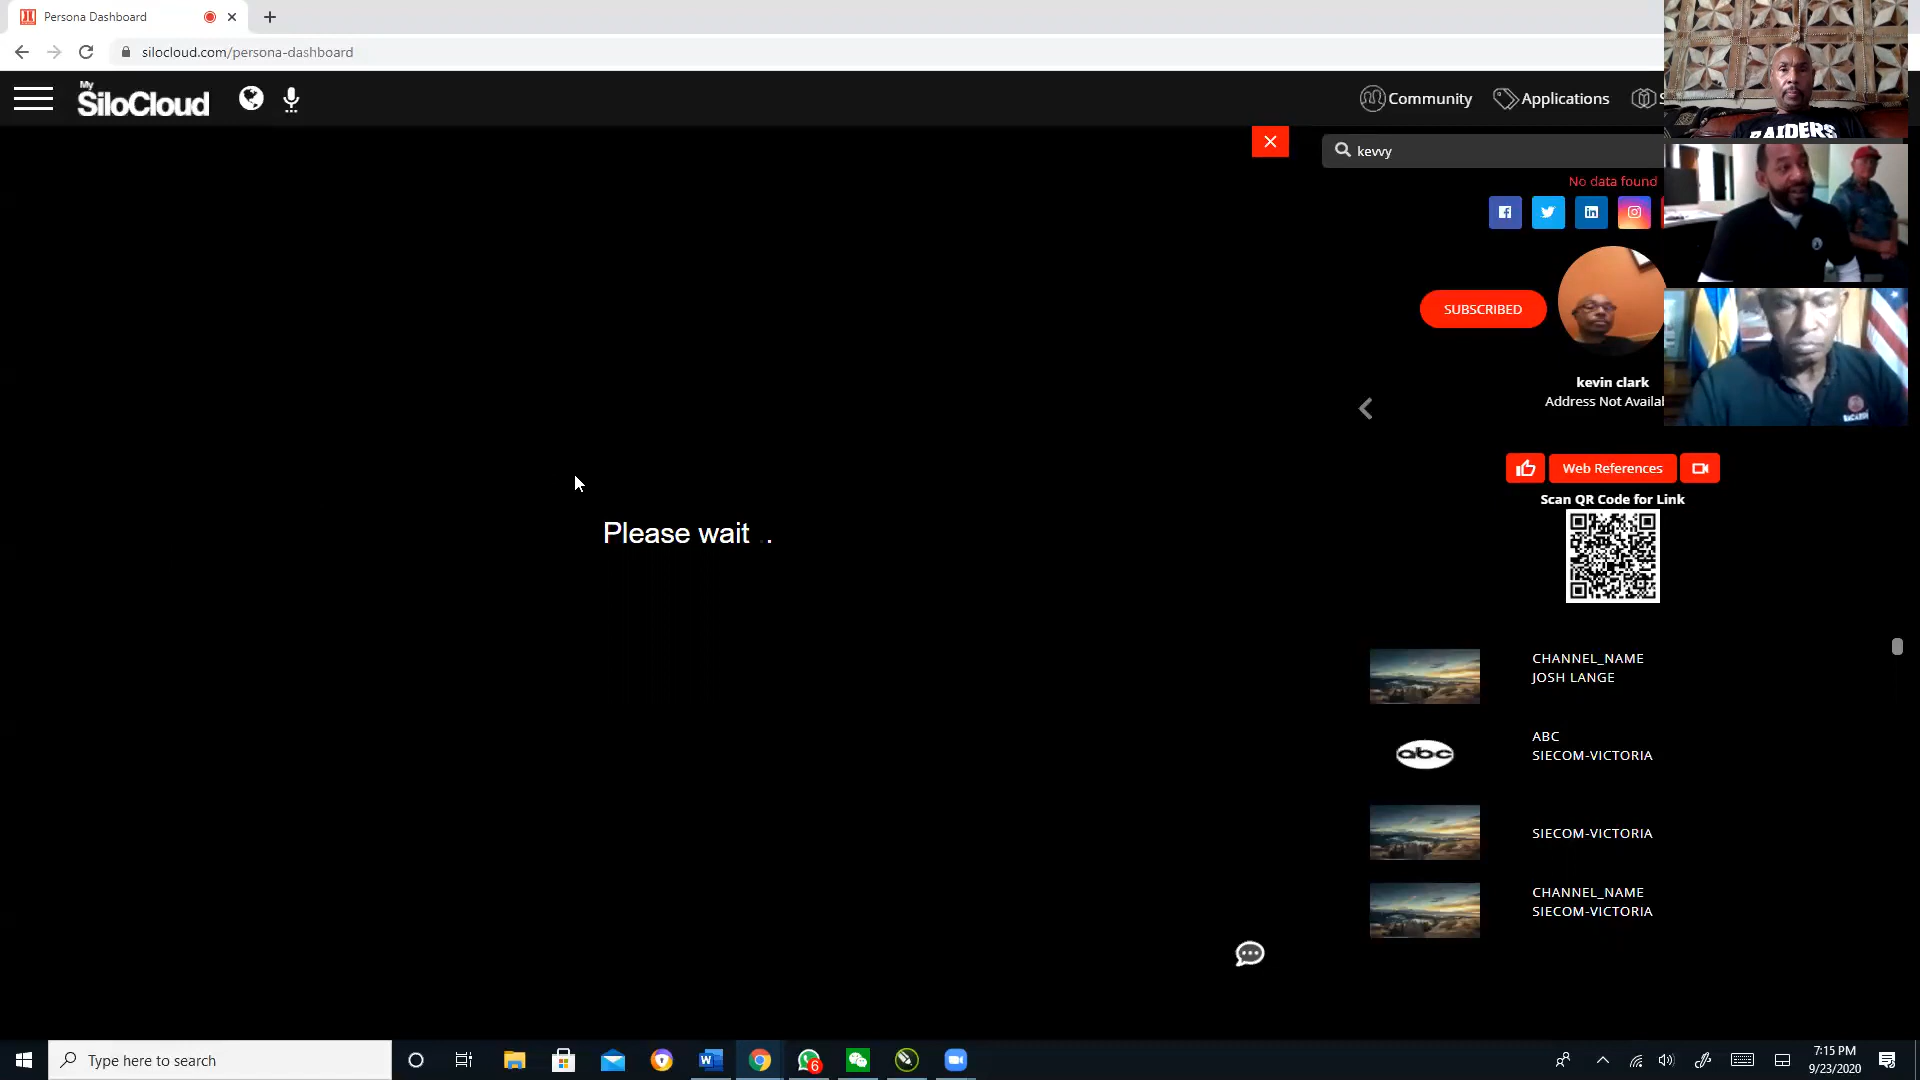 Persona Dashboard
silocloud.com/persona-dashboard
My
SiloCloud
Community
Applications
S
kevvy
No data found
SUBSCRIBED
kevin clark
Address Not Availal
Please wait . .
Web References
Scan QR Code for Link
CHANNEL_NAME
JOSH LANGE
abc
ABC
SIECOM-VICTORIA
SIECOM-VICTORIA
CHANNEL_NAME
SIECOM-VICTORIA
RAIDERS
Type here to search
6
7:15 PM
9/23/2020